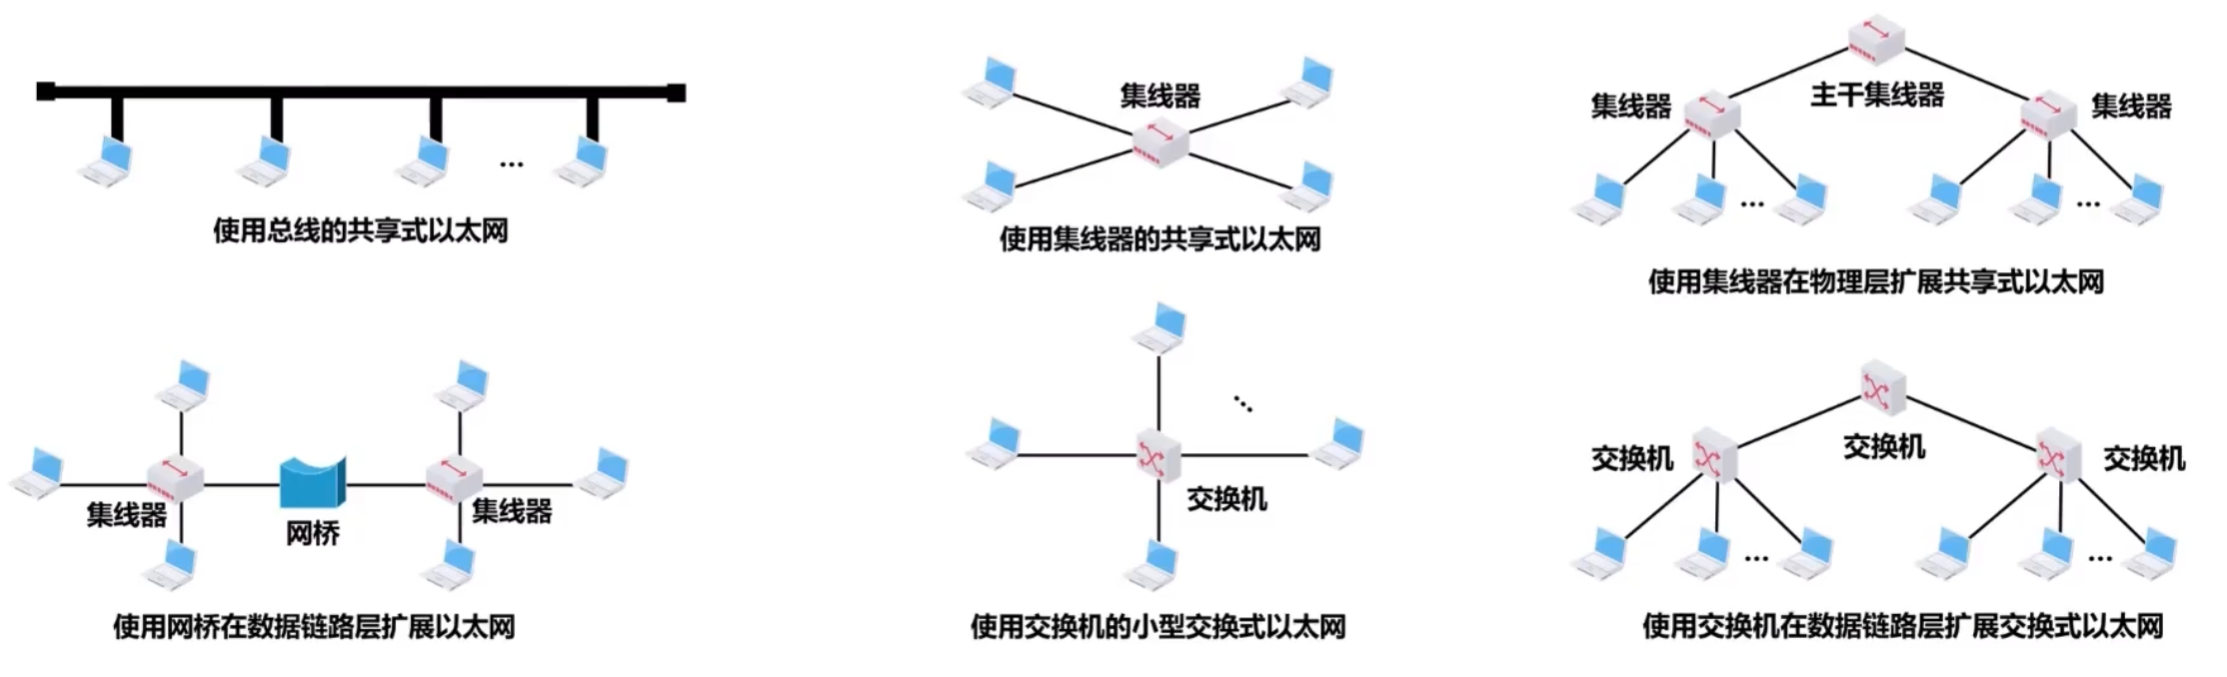 使用总线的共享式以太网
...
集线器
使用集线器的共享式以太网
主干集线器
集线器
集线器
...
...
使用集线器在物理层扩展共享式以太网
集线器
网桥
集线器
使用网桥在数据链路层扩展以太网
...
交换机
使用交换机的小型交换式以太网
交换机
交换机
交换机
...
...
使用交换机在数据链路层扩展交换式以太网